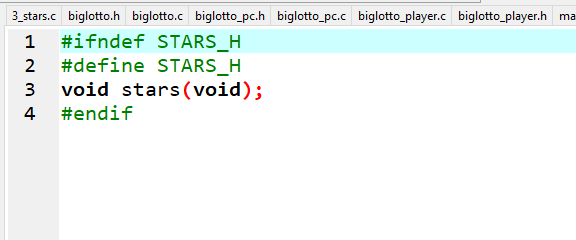 3_stars.c biglotto.h biglotto.c biglotto_pc.h biglotto_pc.c biglotto_player.c biglotto_player.h
1 #ifndef STARS_H
2 #define STARS_H
3 void stars(void);
4 #endif